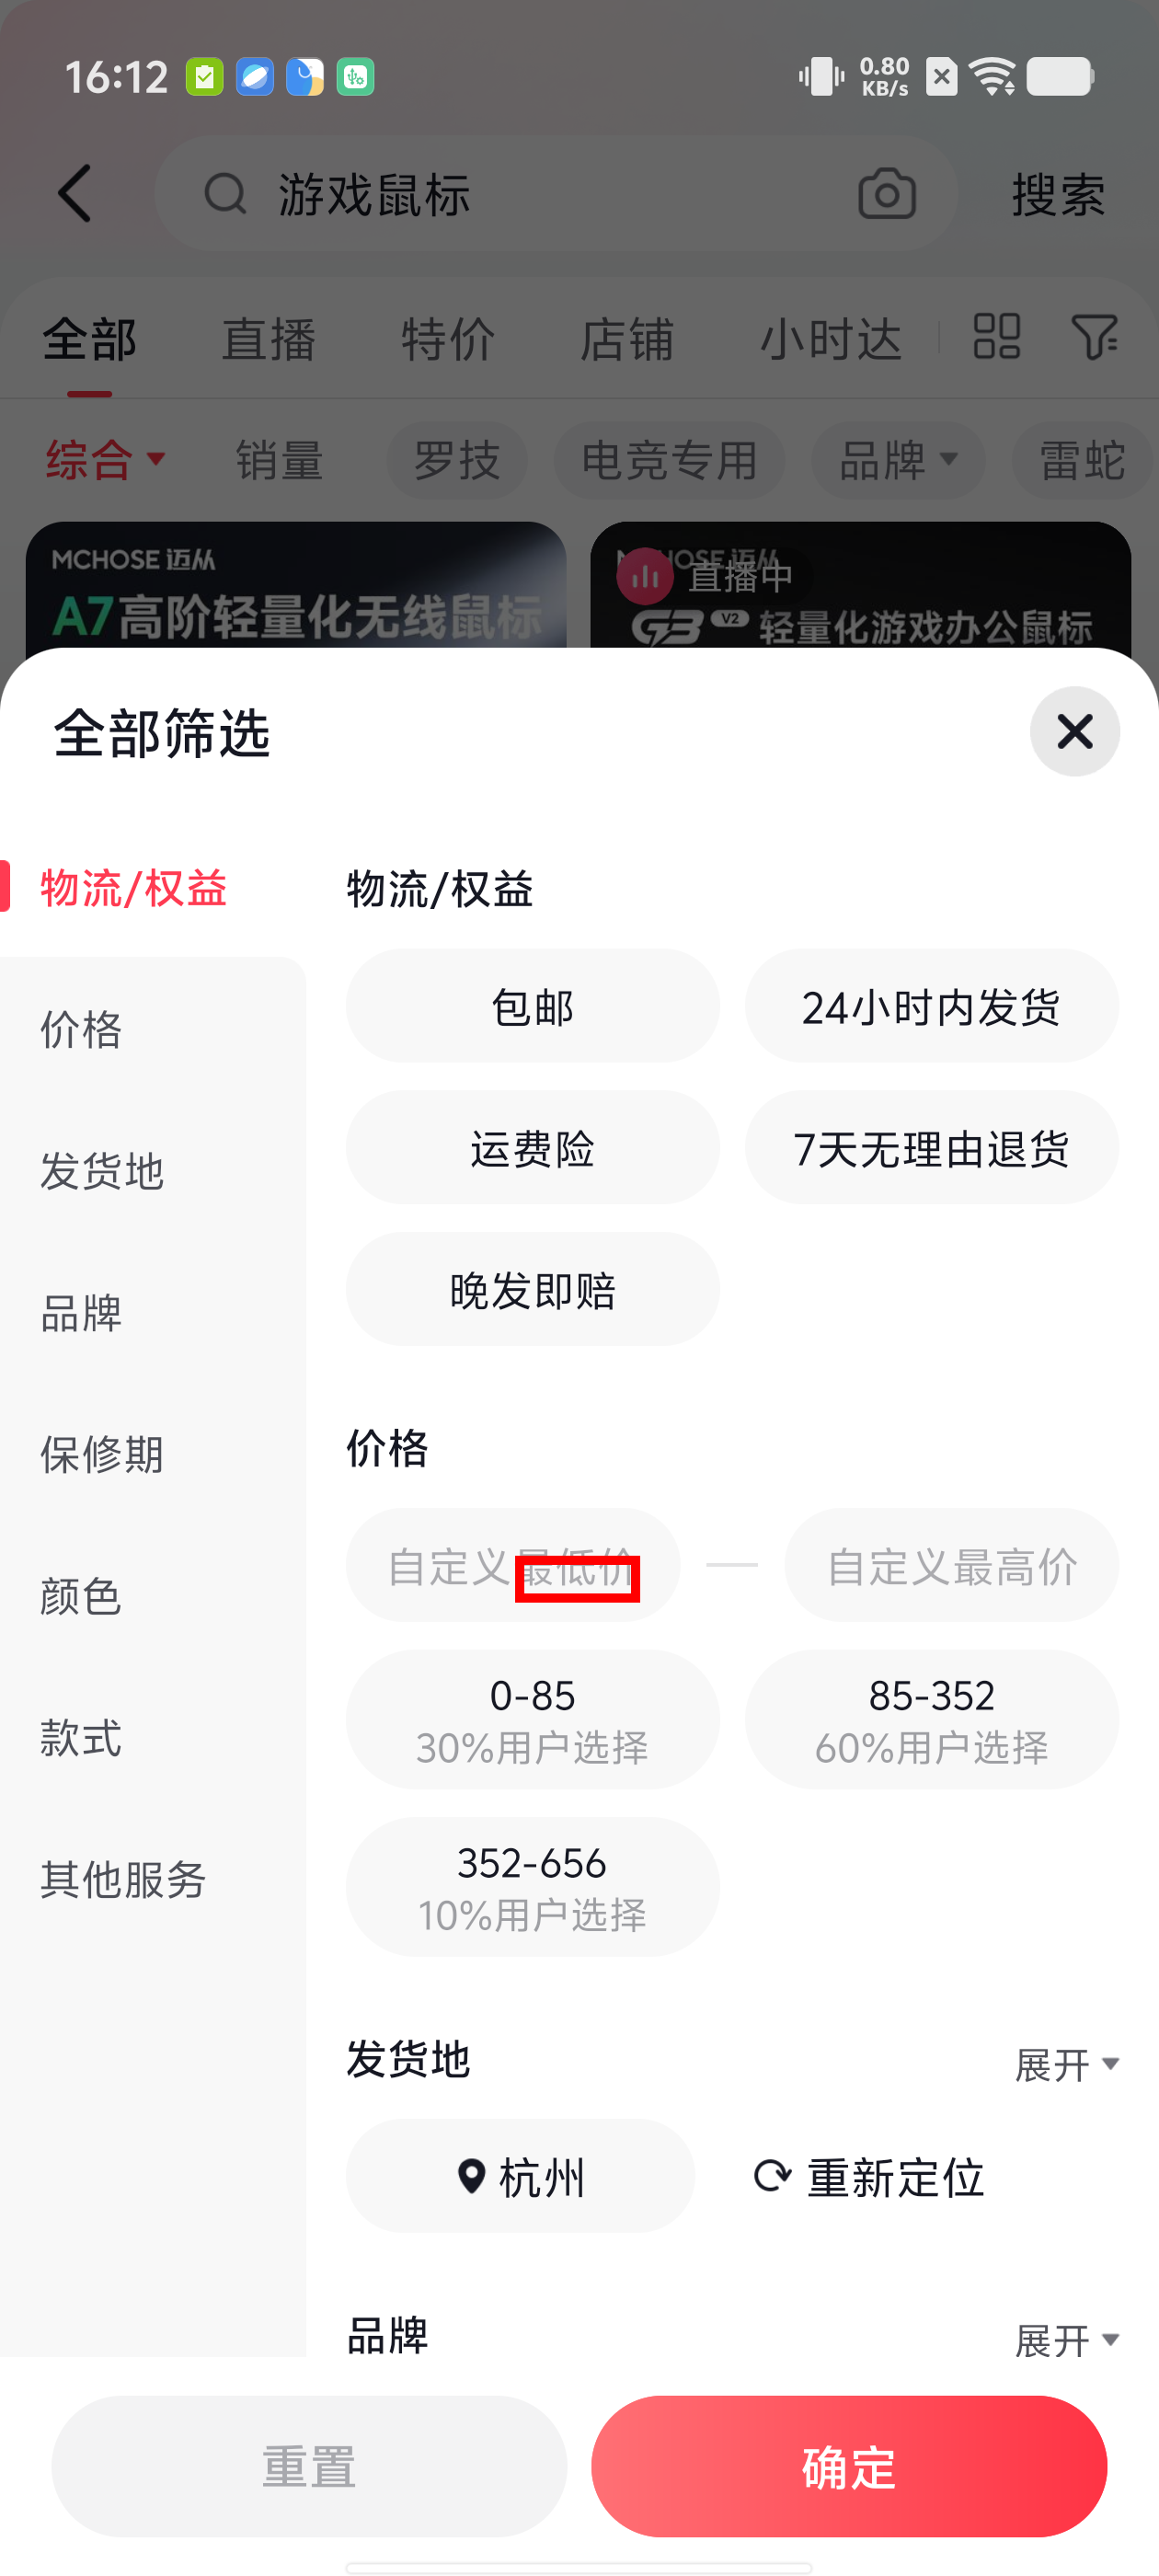 16:12
0.80
KB/s
游戏鼠标
搜索
全部 直播 特价 店铺 小时达
综合 销量 罗技 电竞专用 品牌 雷蛇
MCHOSE 迈从
A7高阶轻量化无线鼠标
MCHOSE 迈从
直播中
G3 V2 轻量化游戏办公鼠标
全部筛选
物流/权益
价格
发货地
品牌
保修期
颜色
款式
其他服务
物流/权益
包邮 24小时内发货
运费险 7天无理由退货
晚发即赔
价格
自定义最低价 — 自定义最高价
0-85 85-352
30%用户选择 60%用户选择
352-656
10%用户选择
发货地 展开
杭州 重新定位
品牌 展开
重置 确定